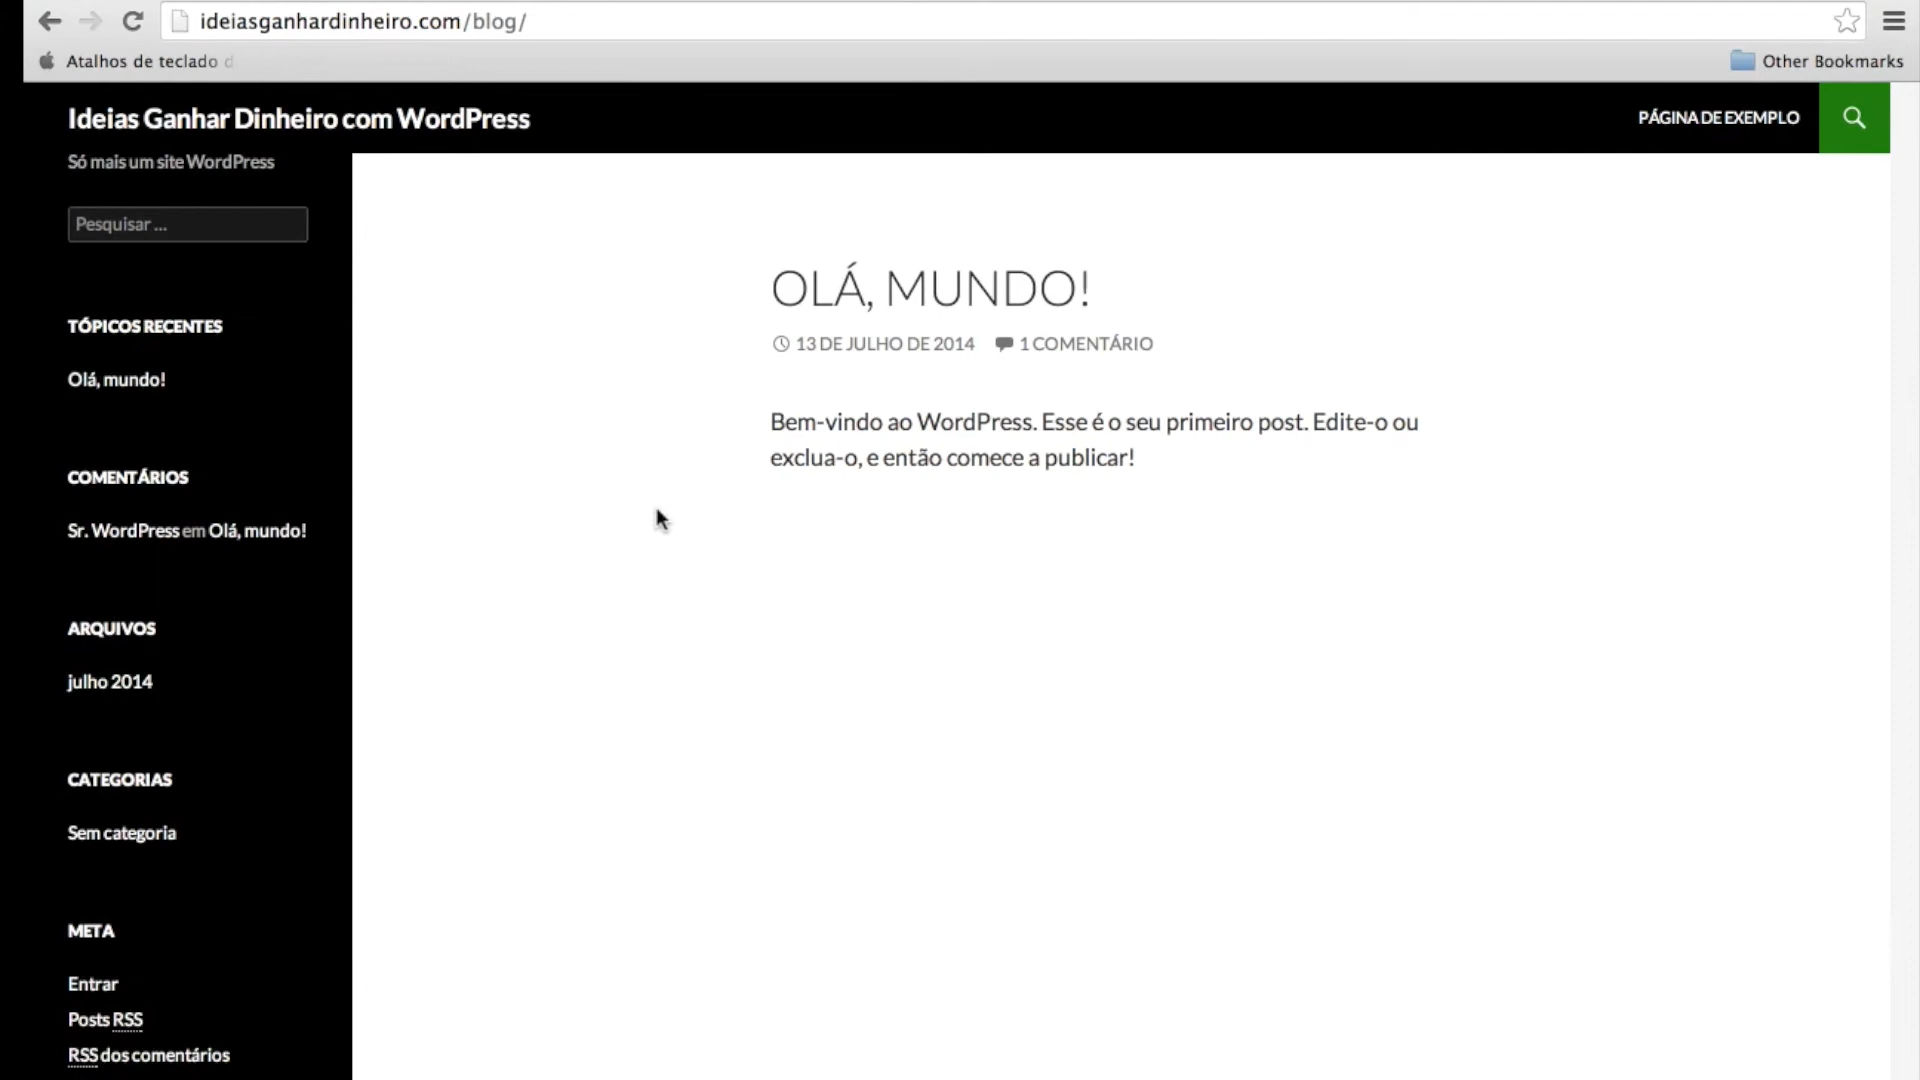 ideiasganhardinheiro.com/blog/
Atalhos de teclado d
Other Bookmarks
Ideias Ganhar Dinheiro com WordPress
PÁGINA DE EXEMPLO
Só mais um site WordPress
Pesquisar ...
TÓPICOS RECENTES
Olá, mundo!
COMENTÁRIOS
Sr. WordPress em Olá, mundo!
ARQUIVOS
julho 2014
CATEGORIAS
Sem categoria
META
Entrar
Posts RSS
RSS dos comentários
OLÁ, MUNDO!
13 DE JULHO DE 2014 1 COMENTÁRIO
Bem-vindo ao WordPress. Esse é o seu primeiro post. Edite-o ou
exclua-o, e então comece a publicar!